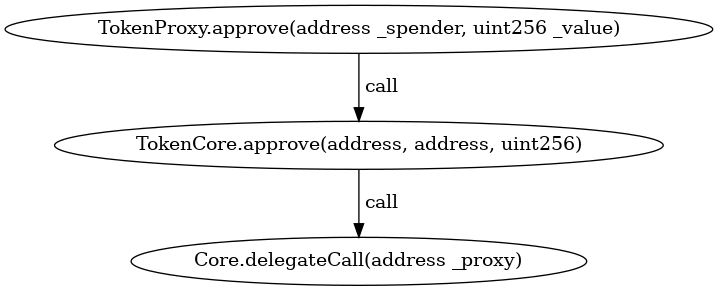 TokenProxy.approve(address _spender, uint256 _value)
call
TokenCore.approve(address, address, uint256)
call
Core.delegateCall(address _proxy)